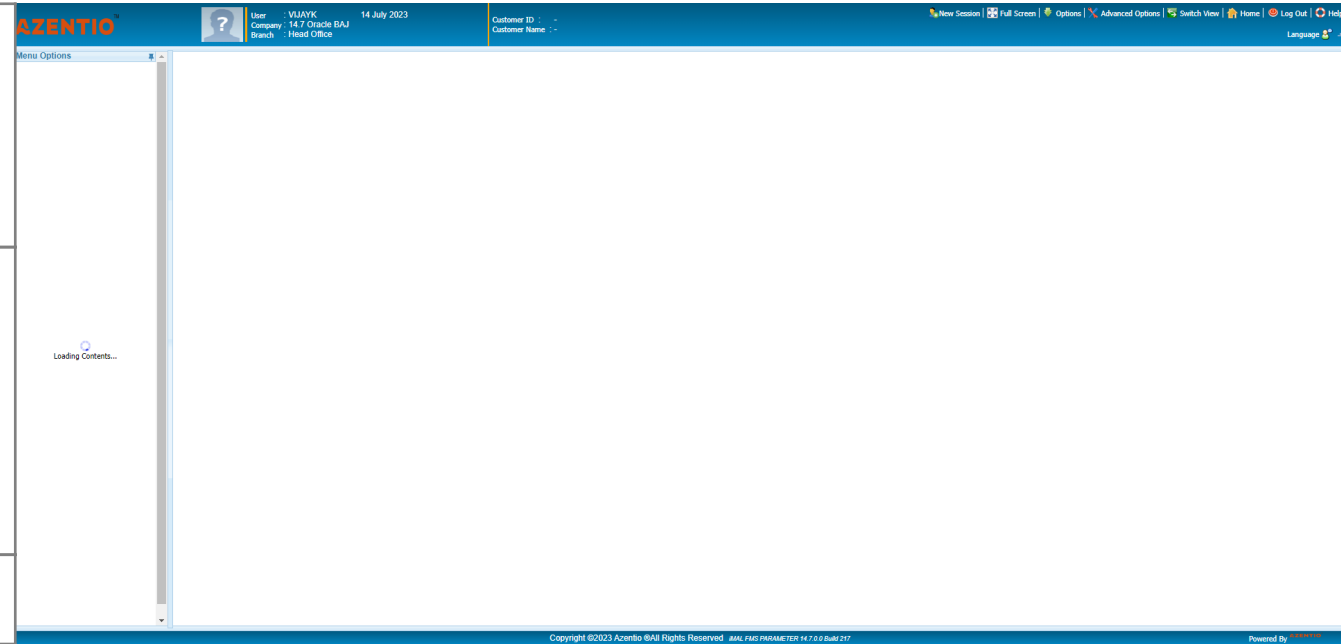 AZENTIO™
User : VIJAYK 14 July 2023
Company : 14.7 Oracle BAJ
Branch : Head Office
Customer ID : -
Customer Name : -
New Session | Full Screen | Options | Advanced Options | Switch View | Home | Log Out | Help
Language
Menu Options
Loading Contents...
Copyright ©2023 Azentio ®All Rights Reserved iMAL FMS PARAMETER 14.7.0.0 Build 217
Powered By AZENTIO